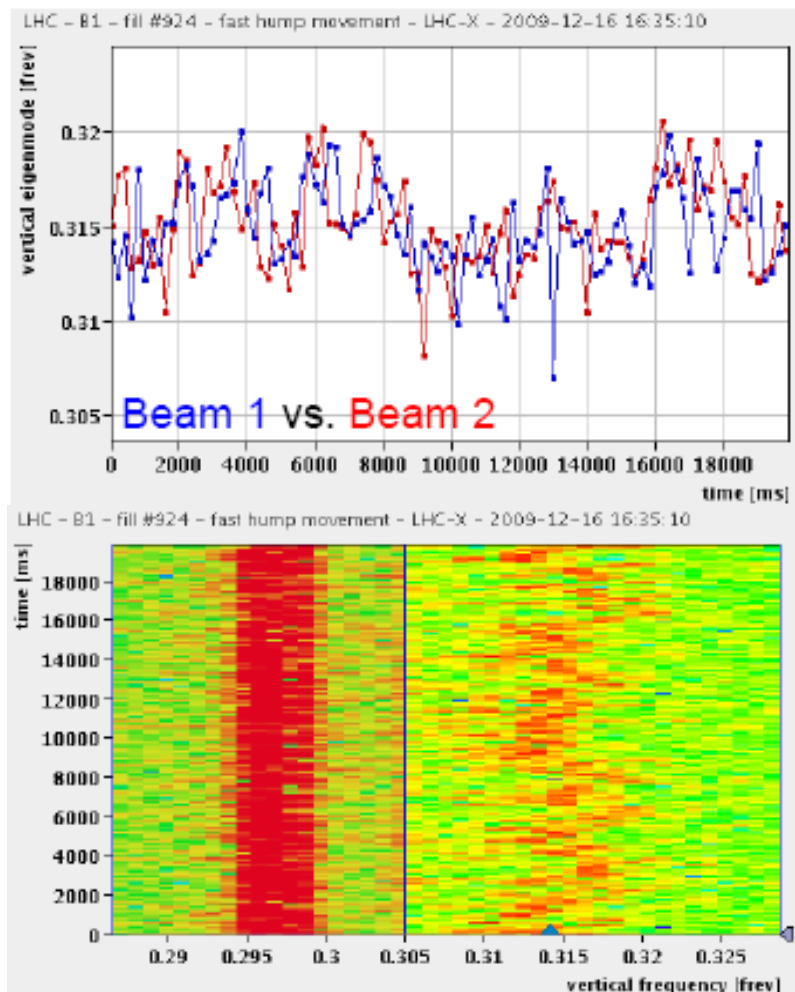 LHC – B1 – fill #924 – fast hump movement – LHC-X – 2009-12-16 16:35:10
vertical eigenmode [frev]
0.32
0.315
0.31
0.305
Beam 1 vs. Beam 2
0 2000 4000 6000 8000 10000 12000 14000 16000 18000
time [ms]
LHC – B1 – fill #924 – fast hump movement – LHC-X – 2009-12-16 16:35:10
time [ms]
18000
16000
14000
12000
10000
8000
6000
4000
2000
0
0.29 0.295 0.3 0.305 0.31 0.315 0.32 0.325
vertical frequency [frev]